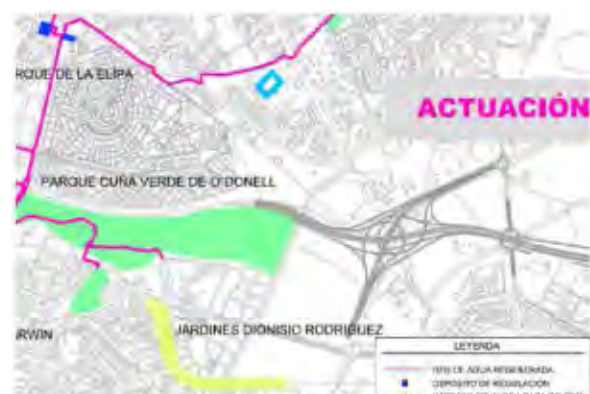 RQUE DE LA ELIPA
ACTUACIÓN
PARQUE CUÑA VERDE DE O'DONELL
JARDINES DIONISIO RODRIGUEZ
RWIN
LEYENDA
RED DE AGUA REGENERADA
DEPOSITO DE REGULACIÓN